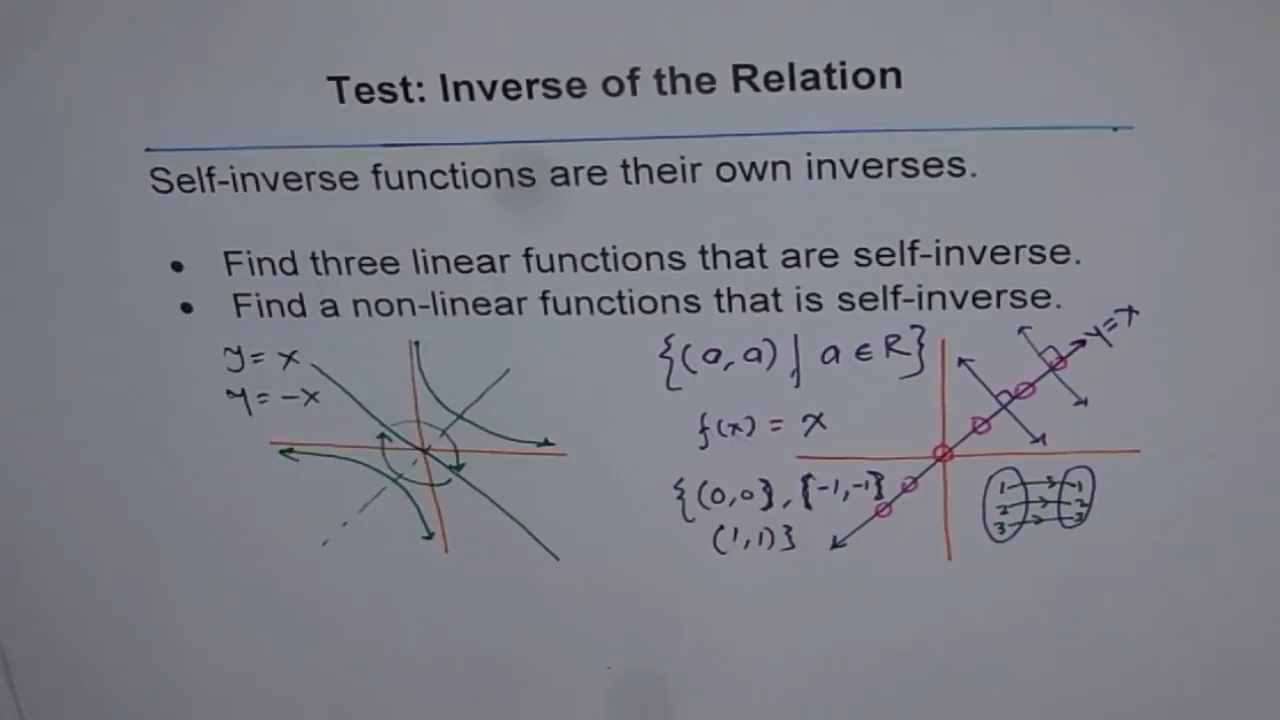 Test: Inverse of the Relation
Self-inverse functions are their own inverses.
• Find three linear functions that are self-inverse.
• Find a non-linear functions that is self-inverse.
y = x
y = -x
{(a,a) | a ∈ R}
y=x
f(x) = x
{(0,0}, {-1,-1}
(1,1)}
1 1
2 2
3 3